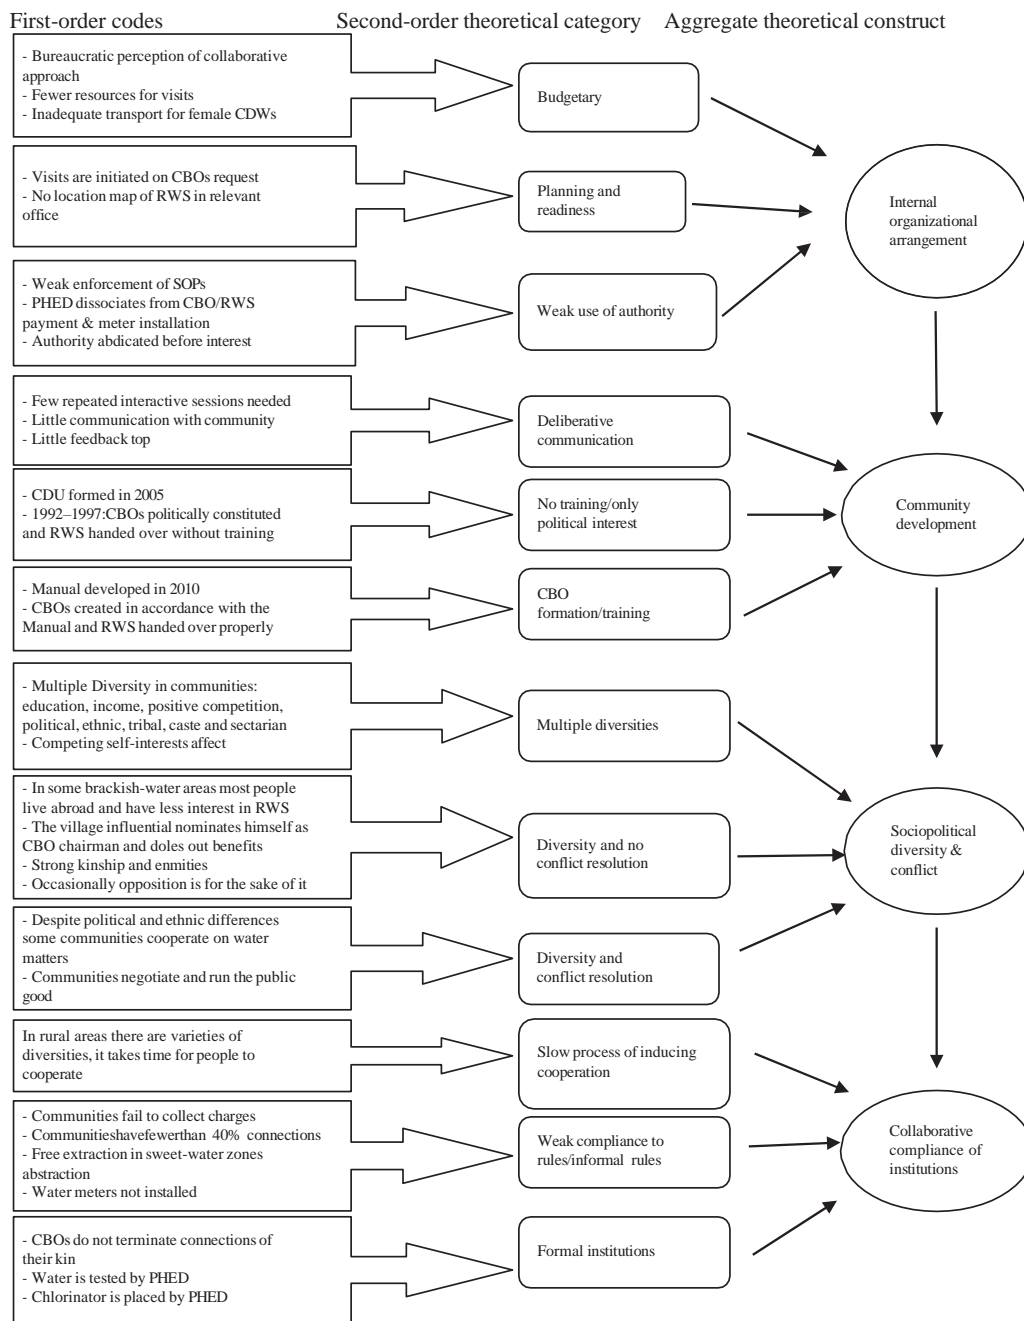 First-order codes
Second-order theoretical category
Aggregate theoretical construct
- Bureaucratic perception of collaborative
approach
- Fewer resources for visits
- Inadequate transport for female CDWs
Budgetary
- Visits are initiated on CBOs request
- No location map of RWS in relevant
office
Planning and
readiness
Internal
organizational
arrangement
- Weak enforcement of SOPs
- PHED dissociates from CBO/RWS
payment & meter installation
- Authority abdicated before interest
Weak use of authority
- Few repeated interactive sessions needed
- Little communication with community
- Little feedback top
Deliberative
communication
- CDU formed in 2005
- 1992–1997:CBOs politically constituted
and RWS handed over without training
No training/only
political interest
Community
development
- Manual developed in 2010
- CBOs created in accordance with the
Manual and RWS handed over properly
CBO
formation/training
- Multiple Diversity in communities:
education, income, positive competition,
political, ethnic, tribal, caste and sectarian
- Competing self-interests affect
Multiple diversities
- In some brackish-water areas most people
live abroad and have less interest in RWS
- The village influential nominates himself as
CBO chairman and doles out benefits
- Strong kinship and enmities
- Occasionally opposition is for the sake of it
Diversity and no
conflict resolution
Sociopolitical
diversity &
conflict
- Despite political and ethnic differences
some communities cooperate on water
matters
- Communities negotiate and run the public
good
Diversity and
conflict resolution
In rural areas there are varieties of
diversities, it takes time for people to
cooperate
Slow process of inducing
cooperation
- Communities fail to collect charges
- Communitieshavefewerthan 40% connections
- Free extraction in sweet-water zones
abstraction
- Water meters not installed
Weak compliance to
rules/informal rules
Collaborative
compliance of
institutions
- CBOs do not terminate connections of
their kin
- Water is tested by PHED
- Chlorinator is placed by PHED
Formal institutions